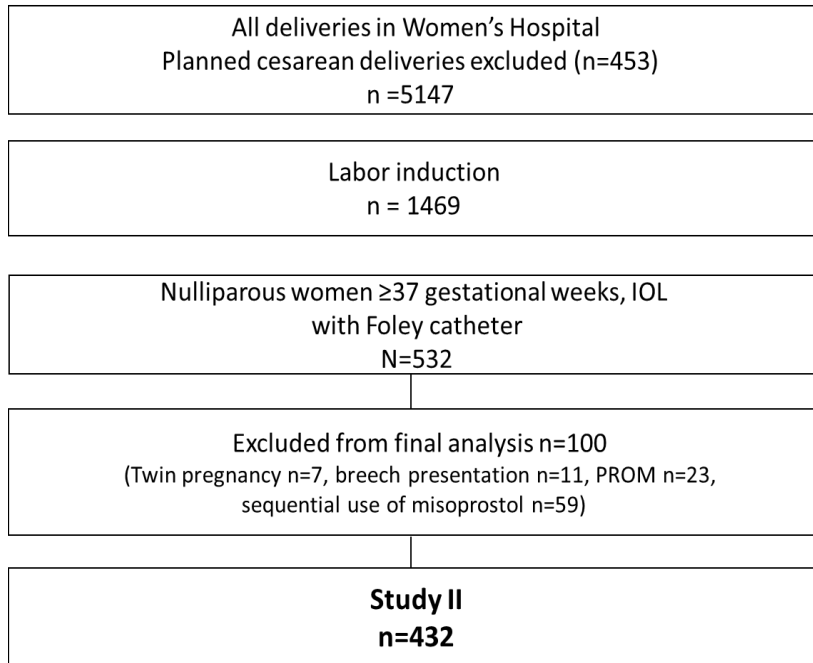 All deliveries in Women’s Hospital
Planned cesarean deliveries excluded (n=453)
n =5147
Labor induction
n = 1469
Nulliparous women ≥37 gestational weeks, IOL
with Foley catheter
N=532
Excluded from final analysis n=100
(Twin pregnancy n=7, breech presentation n=11, PROM n=23,
sequential use of misoprostol n=59)
Study II
n=432